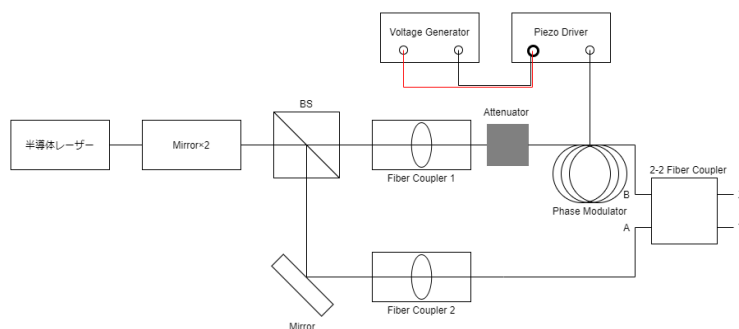 Voltage Generator
Piezo Driver
BS
Attenuator
半導体レーザー
Mirror×2
Fiber Coupler 1
2-2 Fiber Coupler
B
Phase Modulator
A
Fiber Coupler 2
Mirror